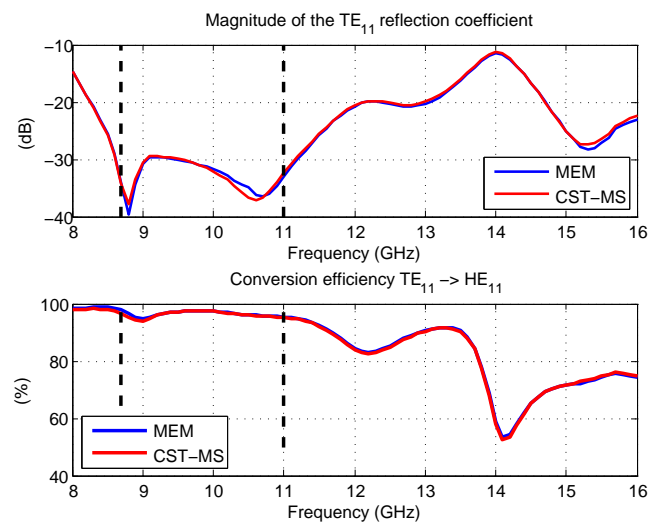 Magnitude of the TE11 reflection coefficient
−10
−20
−30
−40
(dB)
MEM
CST−MS
8 9 10 11 12 13 14 15 16
Frequency (GHz)
Conversion efficiency TE11 −> HE11
100
80
60
40
(%)
MEM
CST−MS
8 9 10 11 12 13 14 15 16
Frequency (GHz)